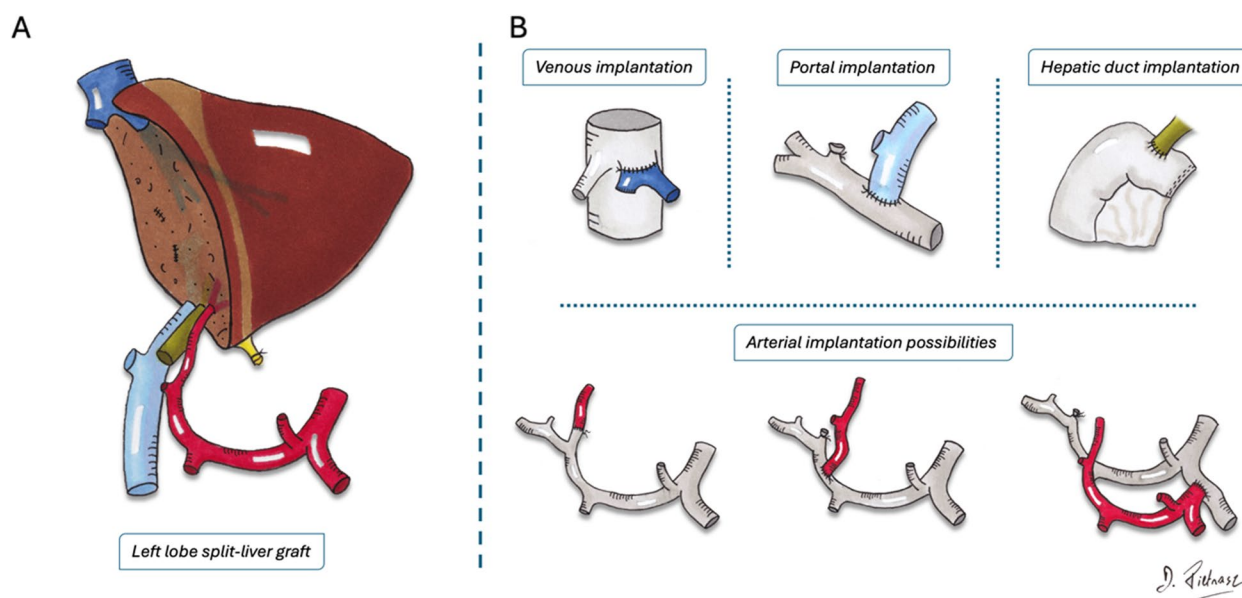 A
B
Venous implantation
Portal implantation
Hepatic duct implantation
Arterial implantation possibilities
Left lobe split-liver graft